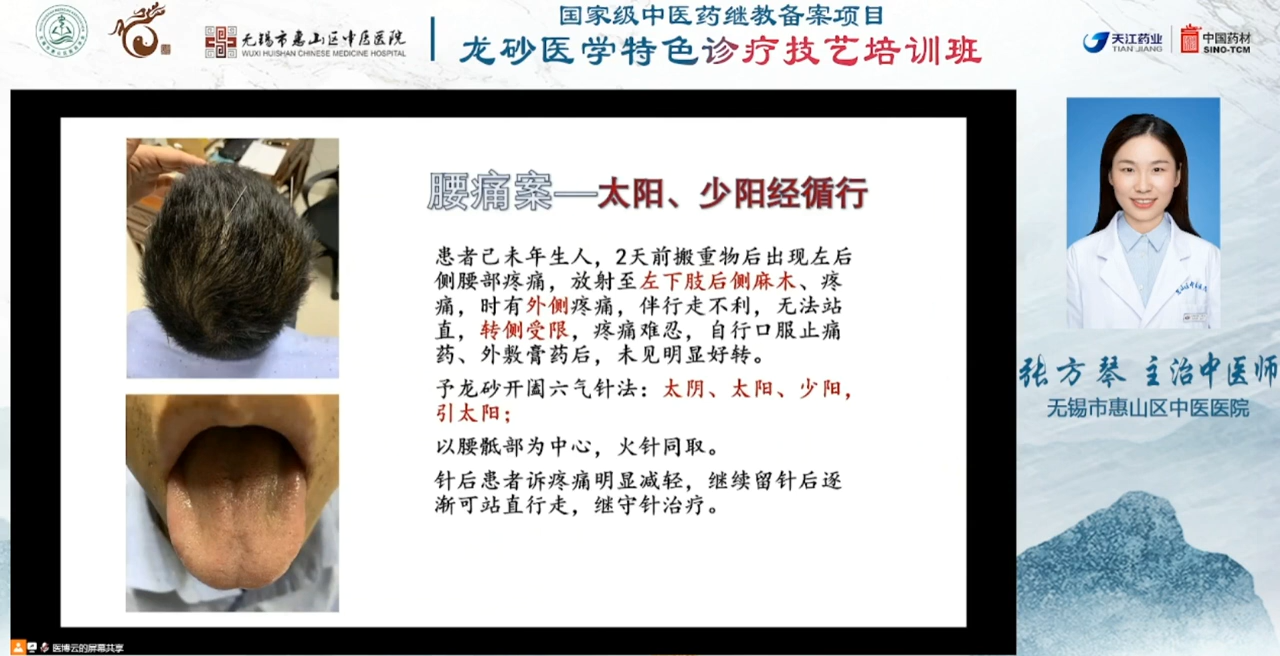 无锡市惠山区中医医院
WUXI HUISHAN CHINESE MEDICINE HOSPITAL
国家级中医药继教备案项目
龙砂医学特色诊疗技艺培训班
天江药业
TIAN JIANG
中国药材
SINO-TCM
腰痛案—太阳、少阳经循行
患者己未年生人，2天前搬重物后出现左后
侧腰部疼痛，放射至左下肢后侧麻木、疼
痛，时有外侧疼痛，伴行走不利，无法站
直，转侧受限，疼痛难忍，自行口服止痛
药、外敷膏药后，未见明显好转。
予龙砂开阖六气针法：太阴、太阳、少阳，
引太阳；
以腰骶部为中心，火针同取。
针后患者诉疼痛明显减轻，继续留针后逐
渐可站直行走，继守针治疗。
张方琴 主治中医师
无锡市惠山区中医医院
医博云的屏幕共享